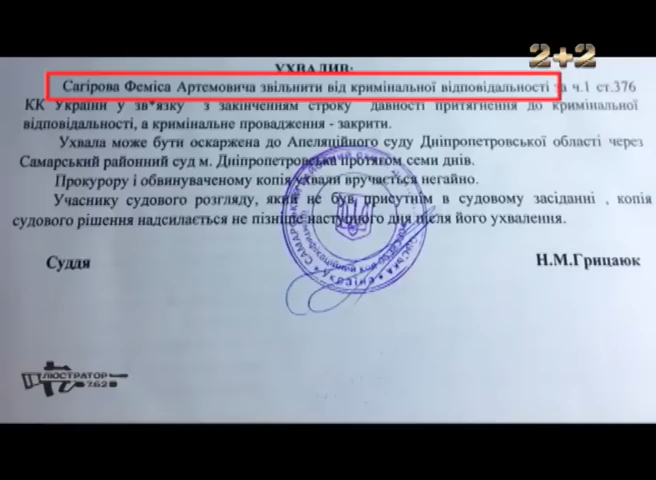 2+2
УХВАЛИВ:
Сагірова Феміса Артемовича звільнити від кримінальної відповідальності за ч.1 ст.376
КК України у зв*язку з закінченням строку давності притягнення до кримінальної
відповідальності, а кримінальне провадження - закрити.
Ухвала може бути оскаржена до Апеляційного суду Дніпропетровської області через
Самарський районний суд м. Дніпропетровська протягом семи днів.
Прокурору і обвинуваченому копія ухвали вручається негайно.
Учаснику судового розгляду, який не був присутнім в судовому засіданні , копія
судового рішення надсилається не пізніше наступного дня після його ухвалення.
Суддя
Н.М.Грицаюк
ЛЮСТРАТОР
7.62